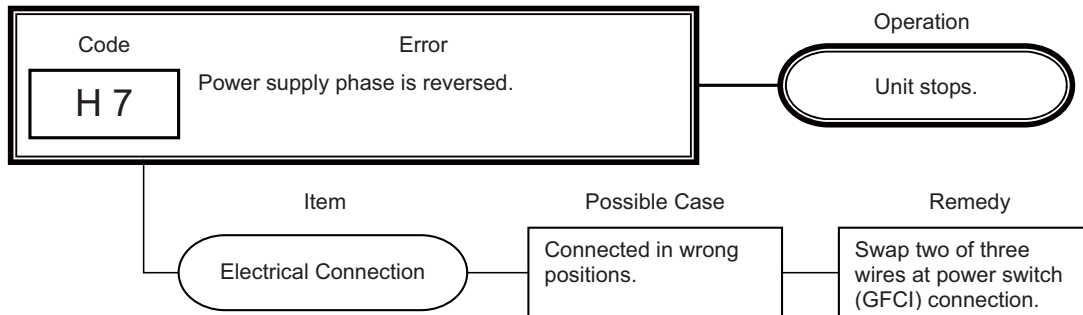 Code
Error
Operation
H 7
Power supply phase is reversed.
Unit stops.
Item
Possible Case
Remedy
Electrical Connection
Connected in wrong
positions.
Swap two of three
wires at power switch
(GFCI) connection.